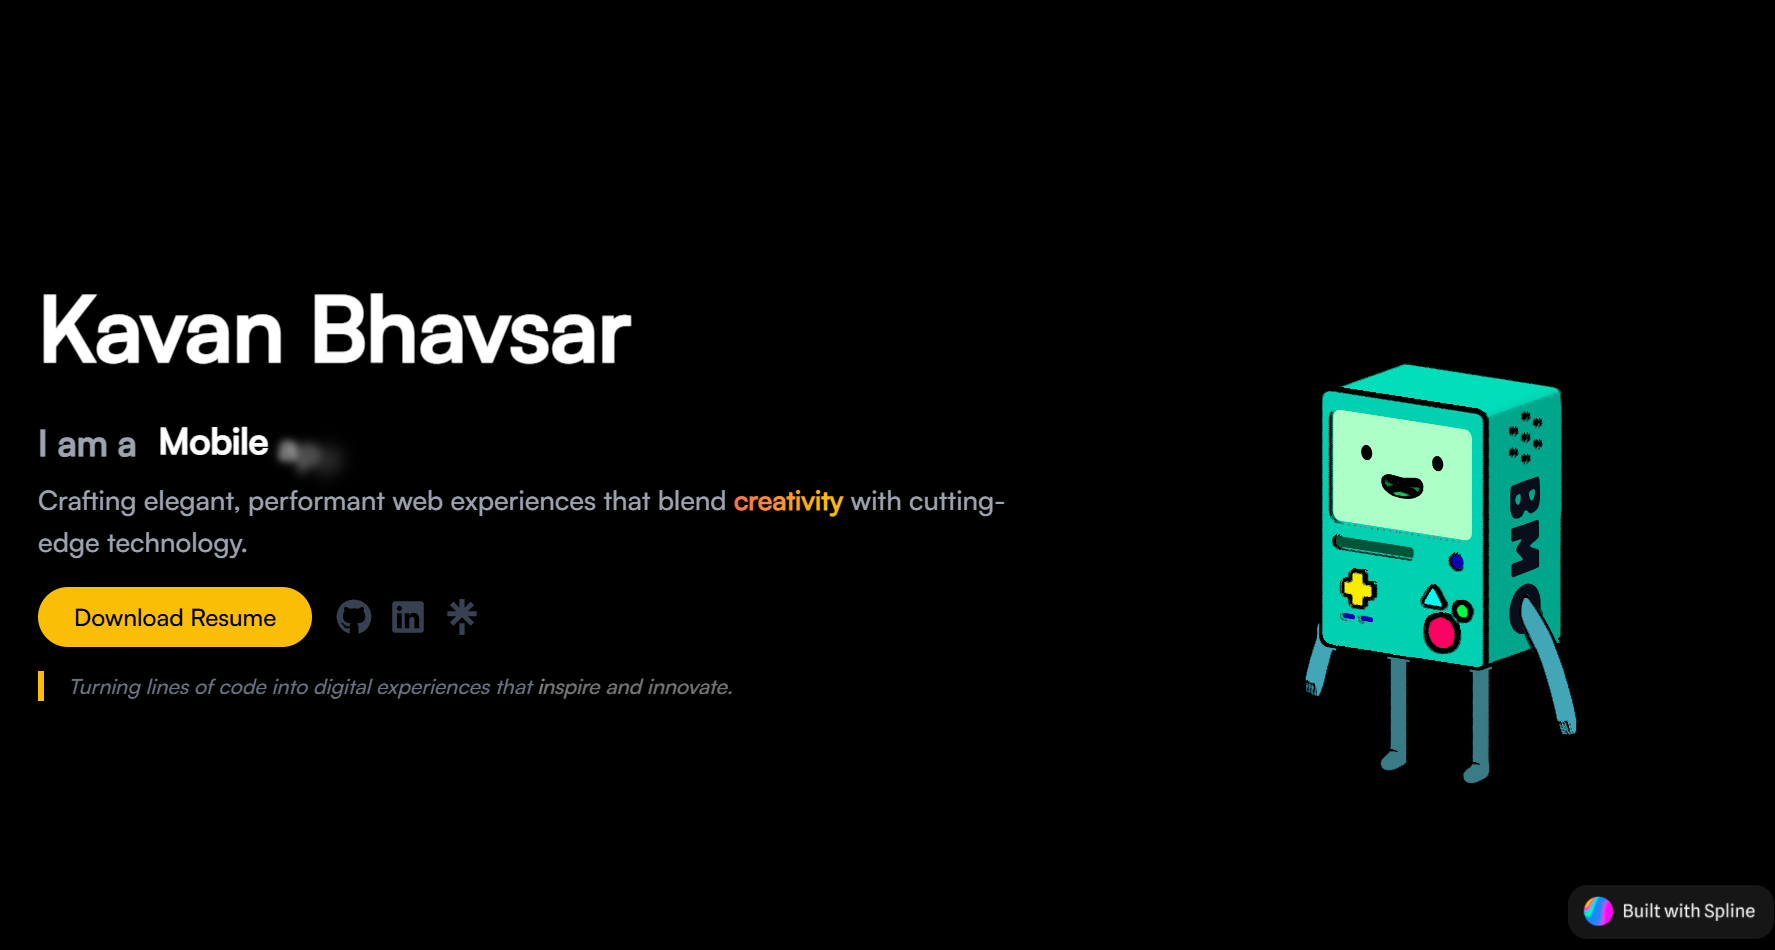 Kavan Bhavsar
I am a Mobile
Crafting elegant, performant web experiences that blend creativity with cutting-
edge technology.
Download Resume
Turning lines of code into digital experiences that inspire and innovate.
BMO
Built with Spline